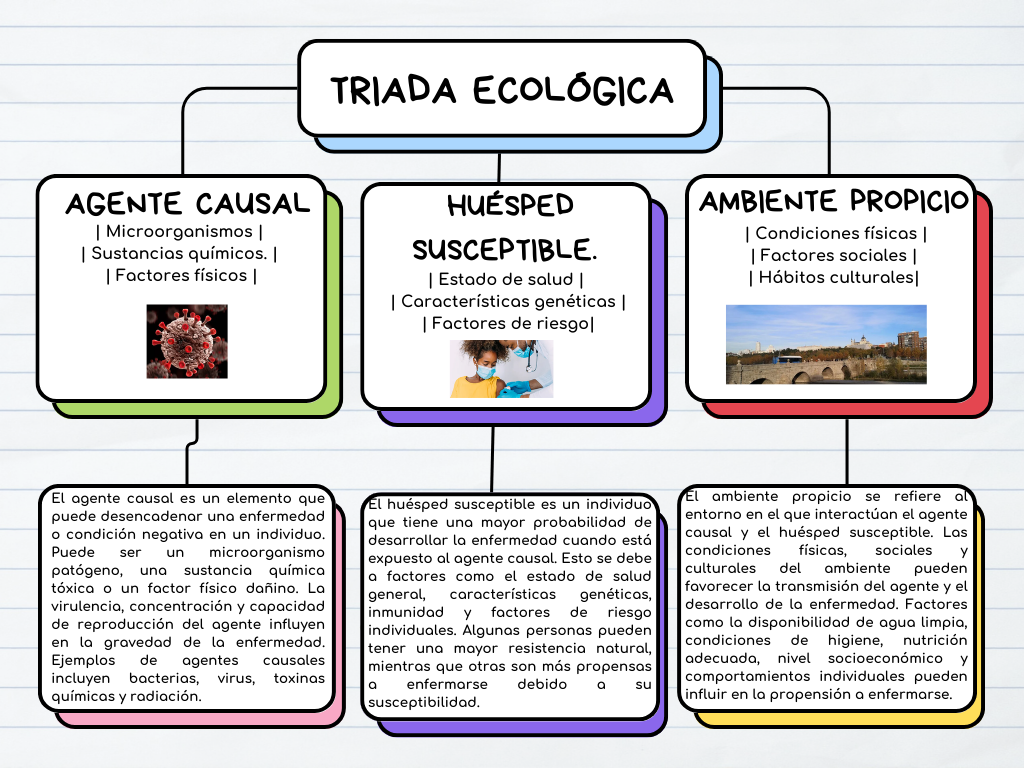 TRIADA ECOLÓGICA
AGENTE CAUSAL
| Microorganismos |
| Sustancias químicos. |
| Factores físicos |
HUÉSPED
SUSCEPTIBLE.
| Estado de salud |
| Características genéticas |
| Factores de riesgo|
AMBIENTE PROPICIO
| Condiciones físicas |
| Factores sociales |
| Hábitos culturales|
El agente causal es un elemento que
puede desencadenar una enfermedad
o condición negativa en un individuo.
Puede ser un microorganismo
patógeno, una sustancia química
tóxica o un factor físico dañino. La
virulencia, concentración y capacidad
de reproducción del agente influyen
en la gravedad de la enfermedad.
Ejemplos de agentes causales
incluyen bacterias, virus, toxinas
químicas y radiación.
El huésped susceptible es un individuo
que tiene una mayor probabilidad de
desarrollar la enfermedad cuando está
expuesto al agente causal. Esto se debe
a factores como el estado de salud
general, características genéticas,
inmunidad y factores de riesgo
individuales. Algunas personas pueden
tener una mayor resistencia natural,
mientras que otras son más propensas
a enfermarse debido a su
susceptibilidad.
El ambiente propicio se refiere al
entorno en el que interactúan el agente
causal y el huésped susceptible. Las
condiciones físicas, sociales y
culturales del ambiente pueden
favorecer la transmisión del agente y el
desarrollo de la enfermedad. Factores
como la disponibilidad de agua limpia,
condiciones de higiene, nutrición
adecuada, nivel socioeconómico y
comportamientos individuales pueden
influir en la propensión a enfermarse.